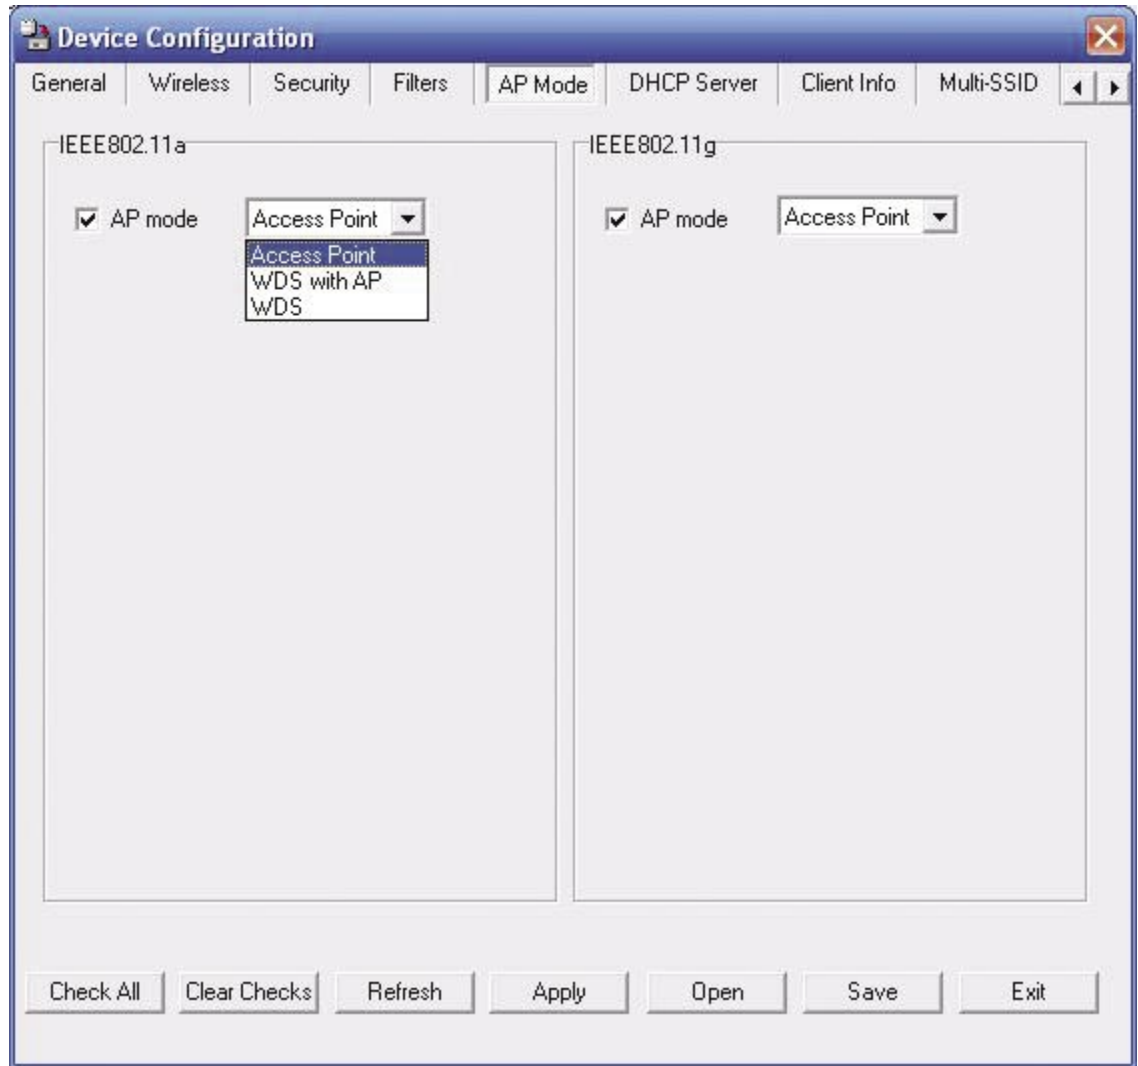 Device Configuration
General Wireless Security Filters AP Mode DHCP Server Client Info Multi-SSID
IEEE802.11a
AP mode Access Point
Access Point
WDS with AP
WDS
IEEE802.11g
AP mode Access Point
Check All Clear Checks Refresh Apply Open Save Exit